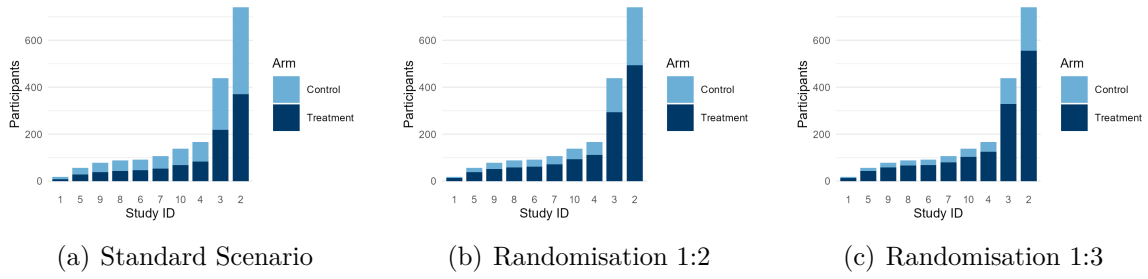 Participants
600
400
200
0
1 5 9 8 6 7 10 4 3 2
Study ID
Arm
Control
Treatment
(a) Standard Scenario
Participants
600
400
200
0
1 5 9 8 6 7 10 4 3 2
Study ID
Arm
Control
Treatment
(b) Randomisation 1:2
Participants
600
400
200
0
1 5 9 8 6 7 10 4 3 2
Study ID
Arm
Control
Treatment
(c) Randomisation 1:3